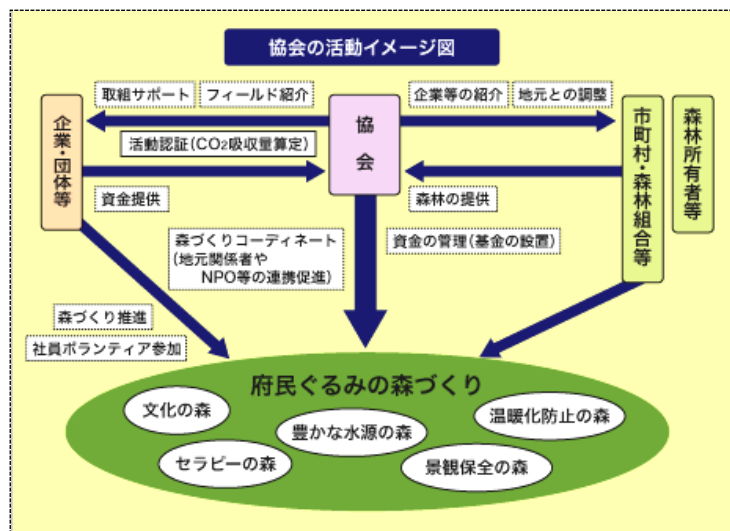 協会の活動イメージ図
取組サポート
フィールド紹介
企業等の紹介
地元との調整
企業・団体等
協会
市町村・森林組合等
森林所有者等
活動認証(CO2吸収量算定)
資金提供
森林の提供
森づくりコーディネート
(地元関係者や
NPO等の連携促進)
資金の管理(基金の設置)
森づくり推進
社員ボランティア参加
府民ぐるみの森づくり
文化の森
豊かな水源の森
温暖化防止の森
セラピーの森
景観保全の森